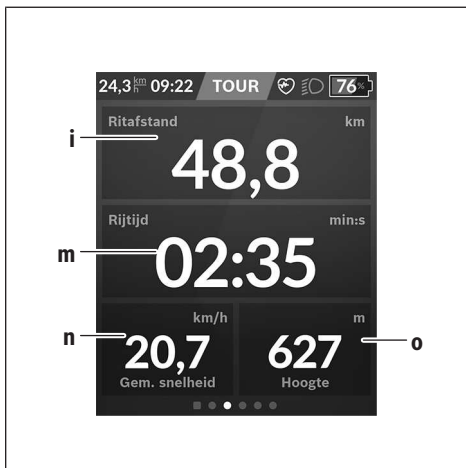 24,3 km/h 09:22 TOUR 76%
Ritafstand km
i
48,8
Rijtijd min:s
m
02:35
km/h m
n
20,7 627
o
Gem. snelheid Hoogte